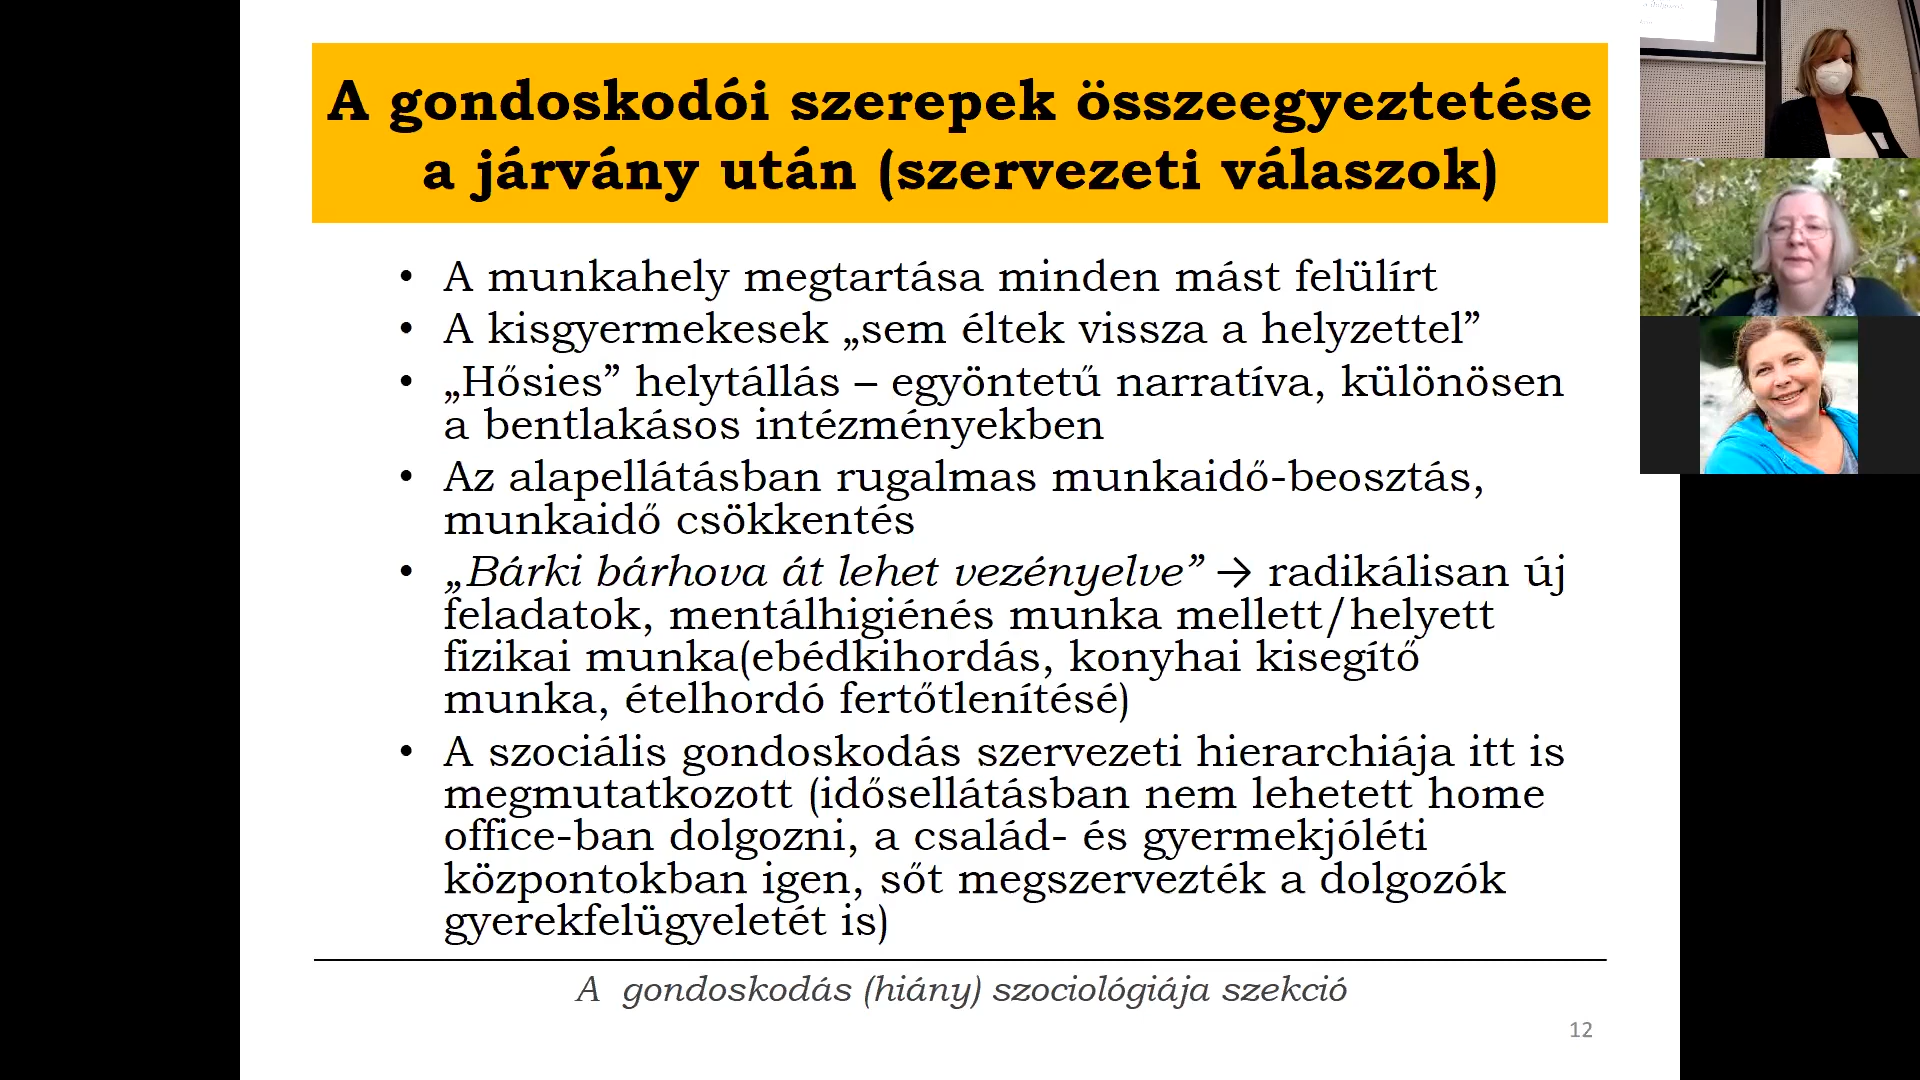 A gondoskodói szerepek összeegyeztetése
a járvány után (szervezeti válaszok)
• A munkahely megtartása minden mást felülírt
• A kisgyermekesek „sem éltek vissza a helyzettel”
• „Hősies” helytállás – egyöntetű narratíva, különösen
a bentlakásos intézményekben
• Az alapellátásban rugalmas munkaidő-beosztás,
munkaidő csökkentés
• „Bárki bárhova át lehet vezényelve” → radikálisan új
feladatok, mentálhigiénés munka mellett/helyett
fizikai munka(ebédkihordás, konyhai kisegítő
munka, ételhordó fertőtlenítésé)
• A szociális gondoskodás szervezeti hierarchiája itt is
megmutatkozott (idősellátásban nem lehetett home
office-ban dolgozni, a család- és gyermekjóléti
központokban igen, sőt megszervezték a dolgozók
gyerekfelügyeletét is)
A gondoskodás (hiány) szociológiája szekció
12